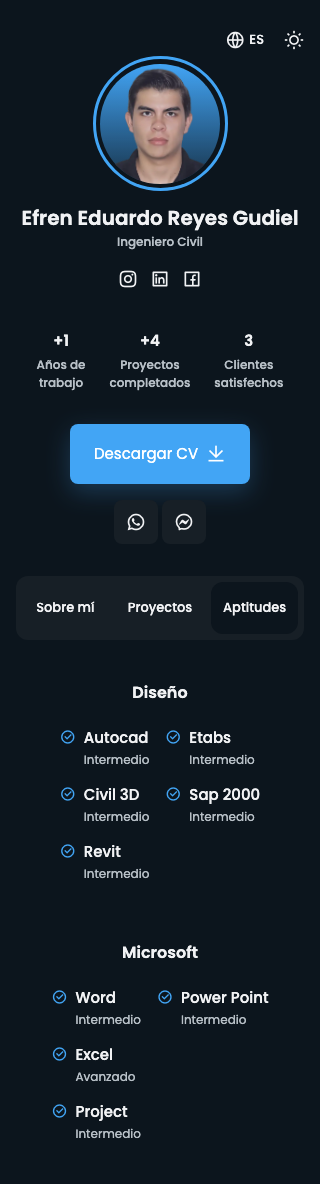 ES
Efren Eduardo Reyes Gudiel
Ingeniero Civil
+1
Años de
trabajo
+4
Proyectos
completados
3
Clientes
satisfechos
Descargar CV
Sobre mí
Proyectos
Aptitudes
Diseño
Autocad
Intermedio
Etabs
Intermedio
Civil 3D
Intermedio
Sap 2000
Intermedio
Revit
Intermedio
Microsoft
Word
Intermedio
Power Point
Intermedio
Excel
Avanzado
Project
Intermedio